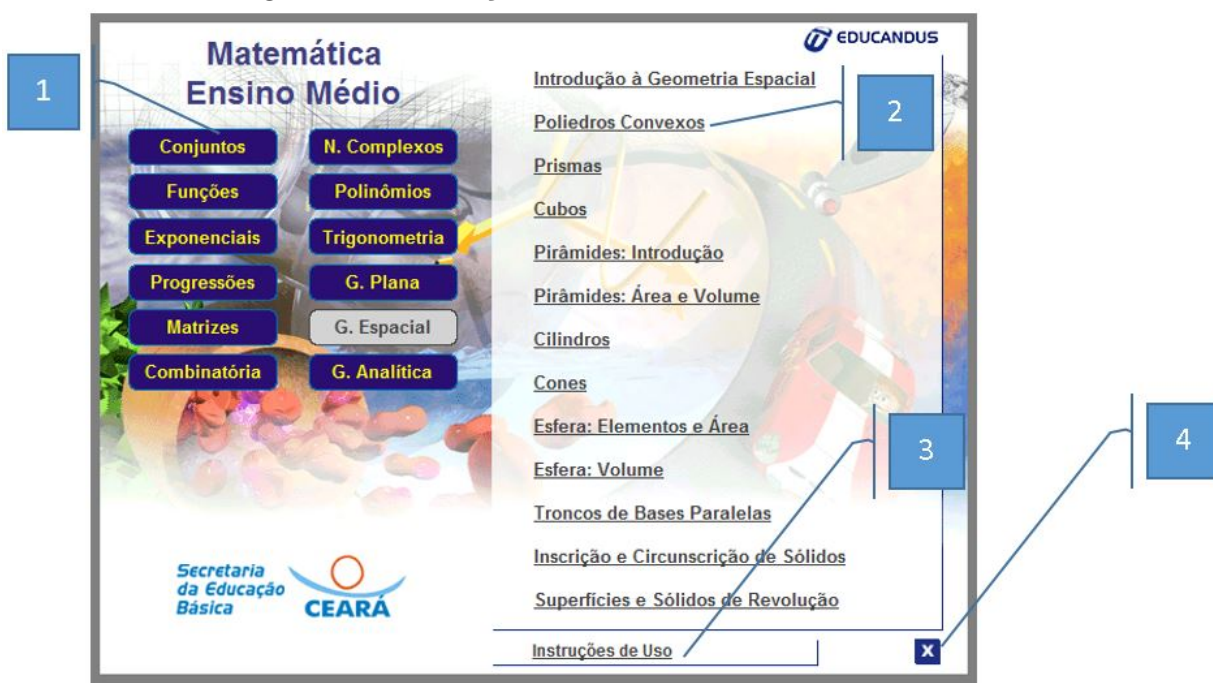 Matemática
Ensino Médio
EDUCANDUS
1
Conjuntos
N. Complexos
Funções
Polinômios
Exponenciais
Trigonometria
Progressões
G. Plana
Matrizes
G. Espacial
Combinatória
G. Analítica
Secretaria
da Educação
Básica
CEARÁ
Introdução à Geometria Espacial
2
Poliedros Convexos
Prismas
Cubos
Pirâmides: Introdução
Pirâmides: Área e Volume
Cilindros
Cones
Esfera: Elementos e Área
3
Esfera: Volume
Troncos de Bases Paralelas
Inscrição e Circunscrição de Sólidos
Superfícies e Sólidos de Revolução
Instruções de Uso
X
4